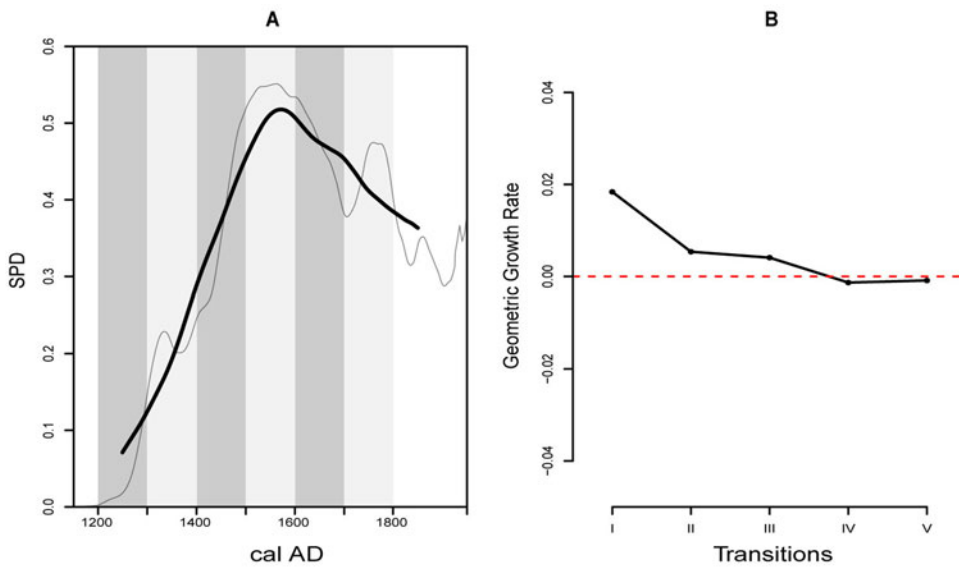 A
B
0.6
0.5
0.4
0.3
0.2
0.1
0.0
SPD
1200
1400
1600
1800
cal AD
0.04
0.02
0.00
−0.02
−0.04
Geometric Growth Rate
I
II
III
IV
V
Transitions